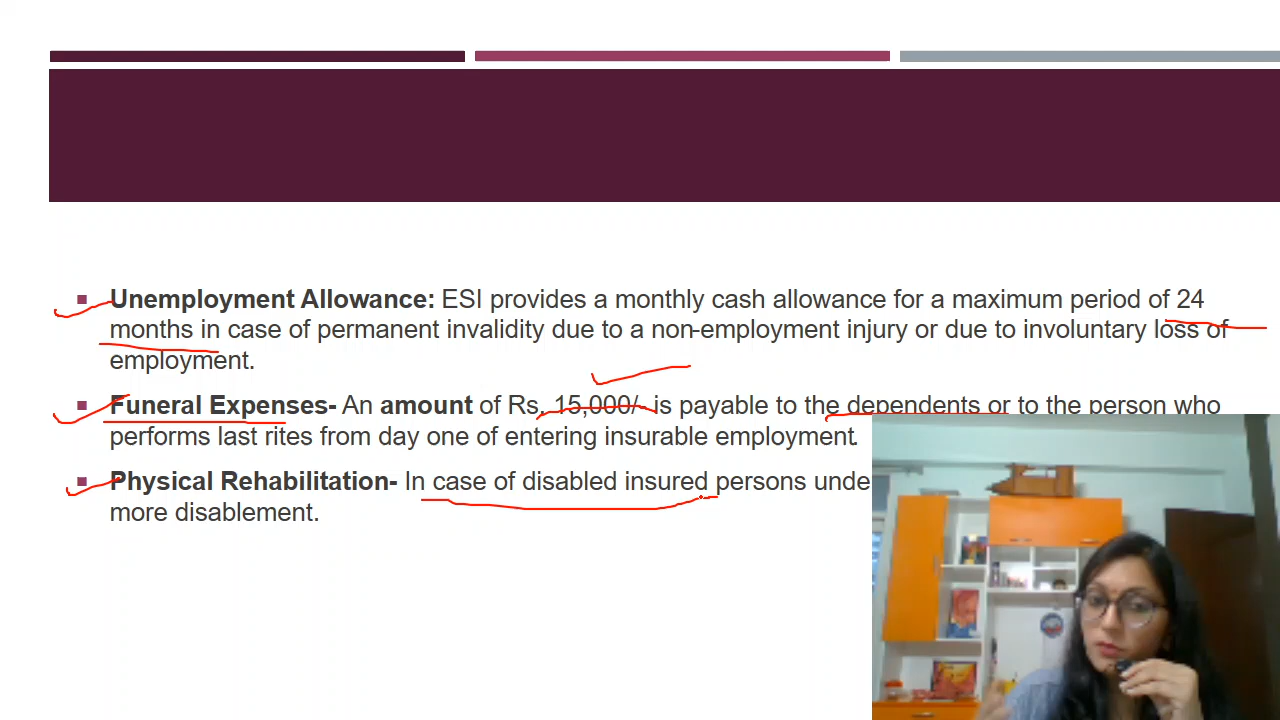 Unemployment Allowance: ESI provides a monthly cash allowance for a maximum period of 24
months in case of permanent invalidity due to a non-employment injury or due to involuntary loss of
employment.
Funeral Expenses- An amount of Rs. 15,000/- is payable to the dependents or to the person who
performs last rites from day one of entering insurable employment.
Physical Rehabilitation- In case of disabled insured persons unde
more disablement.